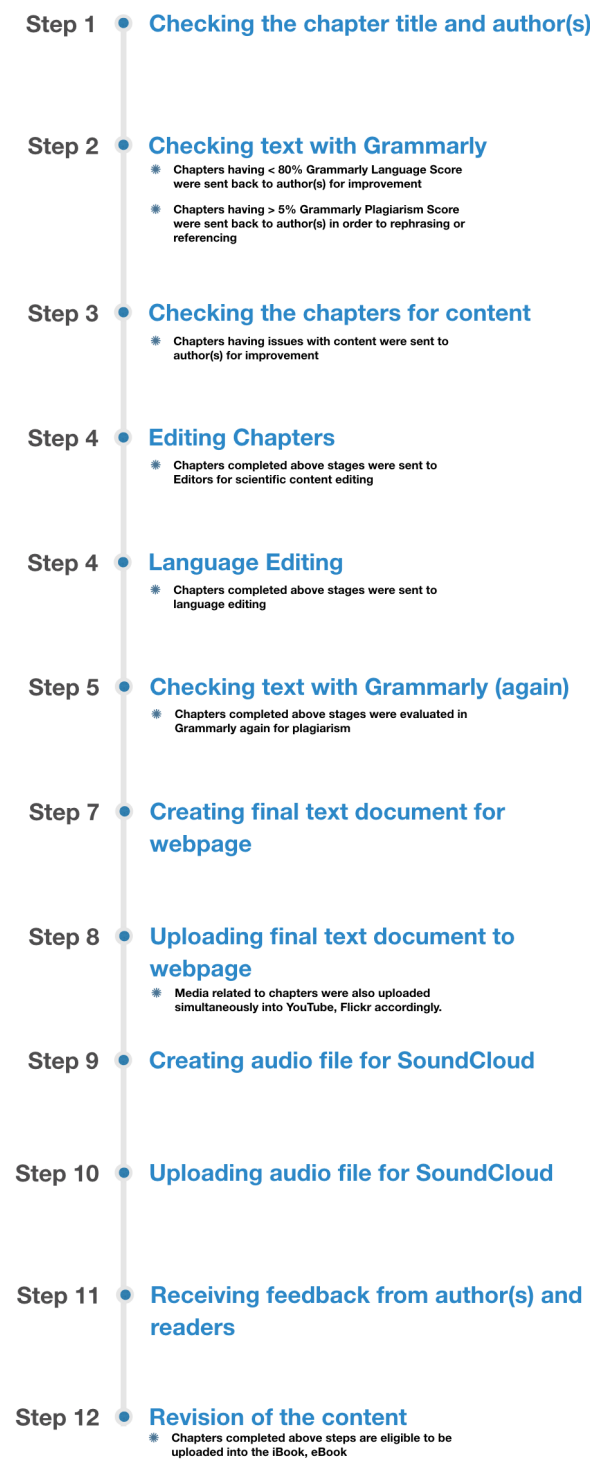 Step 1 Checking the chapter title and author(s)
Step 2 Checking text with Grammarly
Chapters having < 80% Grammarly Language Score
were sent back to author(s) for improvement
Chapters having > 5% Grammarly Plagiarism Score
were sent back to author(s) in order to rephrasing or
referencing
Step 3 Checking the chapters for content
Chapters having issues with content were sent to
author(s) for improvement
Step 4 Editing Chapters
Chapters completed above stages were sent to
Editors for scientific content editing
Step 4 Language Editing
Chapters completed above stages were sent to
language editing
Step 5 Checking text with Grammarly (again)
Chapters completed above stages were evaluated in
Grammarly again for plagiarism
Step 7 Creating final text document for
webpage
Step 8 Uploading final text document to
webpage
Media related to chapters were also uploaded
simultaneously into YouTube, Flickr accordingly.
Step 9 Creating audio file for SoundCloud
Step 10 Uploading audio file for SoundCloud
Step 11 Receiving feedback from author(s) and
readers
Step 12 Revision of the content
Chapters completed above steps are eligible to be
uploaded into the iBook, eBook